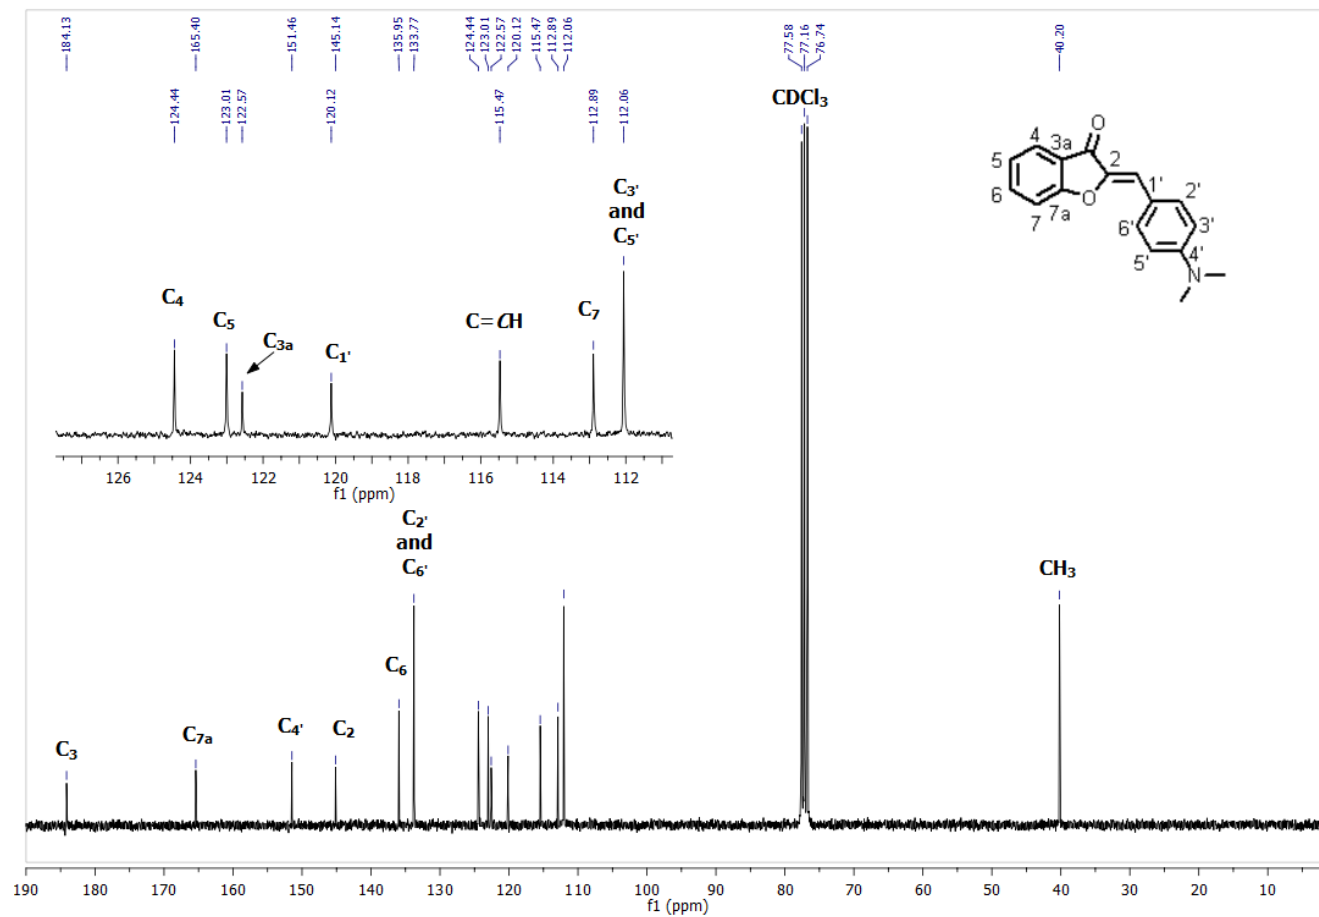 184.13 165.40 151.46 145.14 135.95 133.77 124.44 123.01 122.57 120.12 115.47 112.89 112.06 77.58 77.16 76.74 40.20
124.44 123.01 122.57 120.12 115.47 112.89 112.06
CDCl₃
O
4
3a
5
2
6
O
1'
2'
7
7a
6'
3'
5'
4'
N
C₃'
and
C₅'
C₄
C₅
C₃ₐ
C₁'
C=CH
C₇
126 124 122 120 118 116 114 112
f1 (ppm)
C₂'
and
C₆'
CH₃
C₆
C₃
C₇ₐ
C₄'
C₂
190 180 170 160 150 140 130 120 110 100 90 80 70 60 50 40 30 20 10
f1 (ppm)